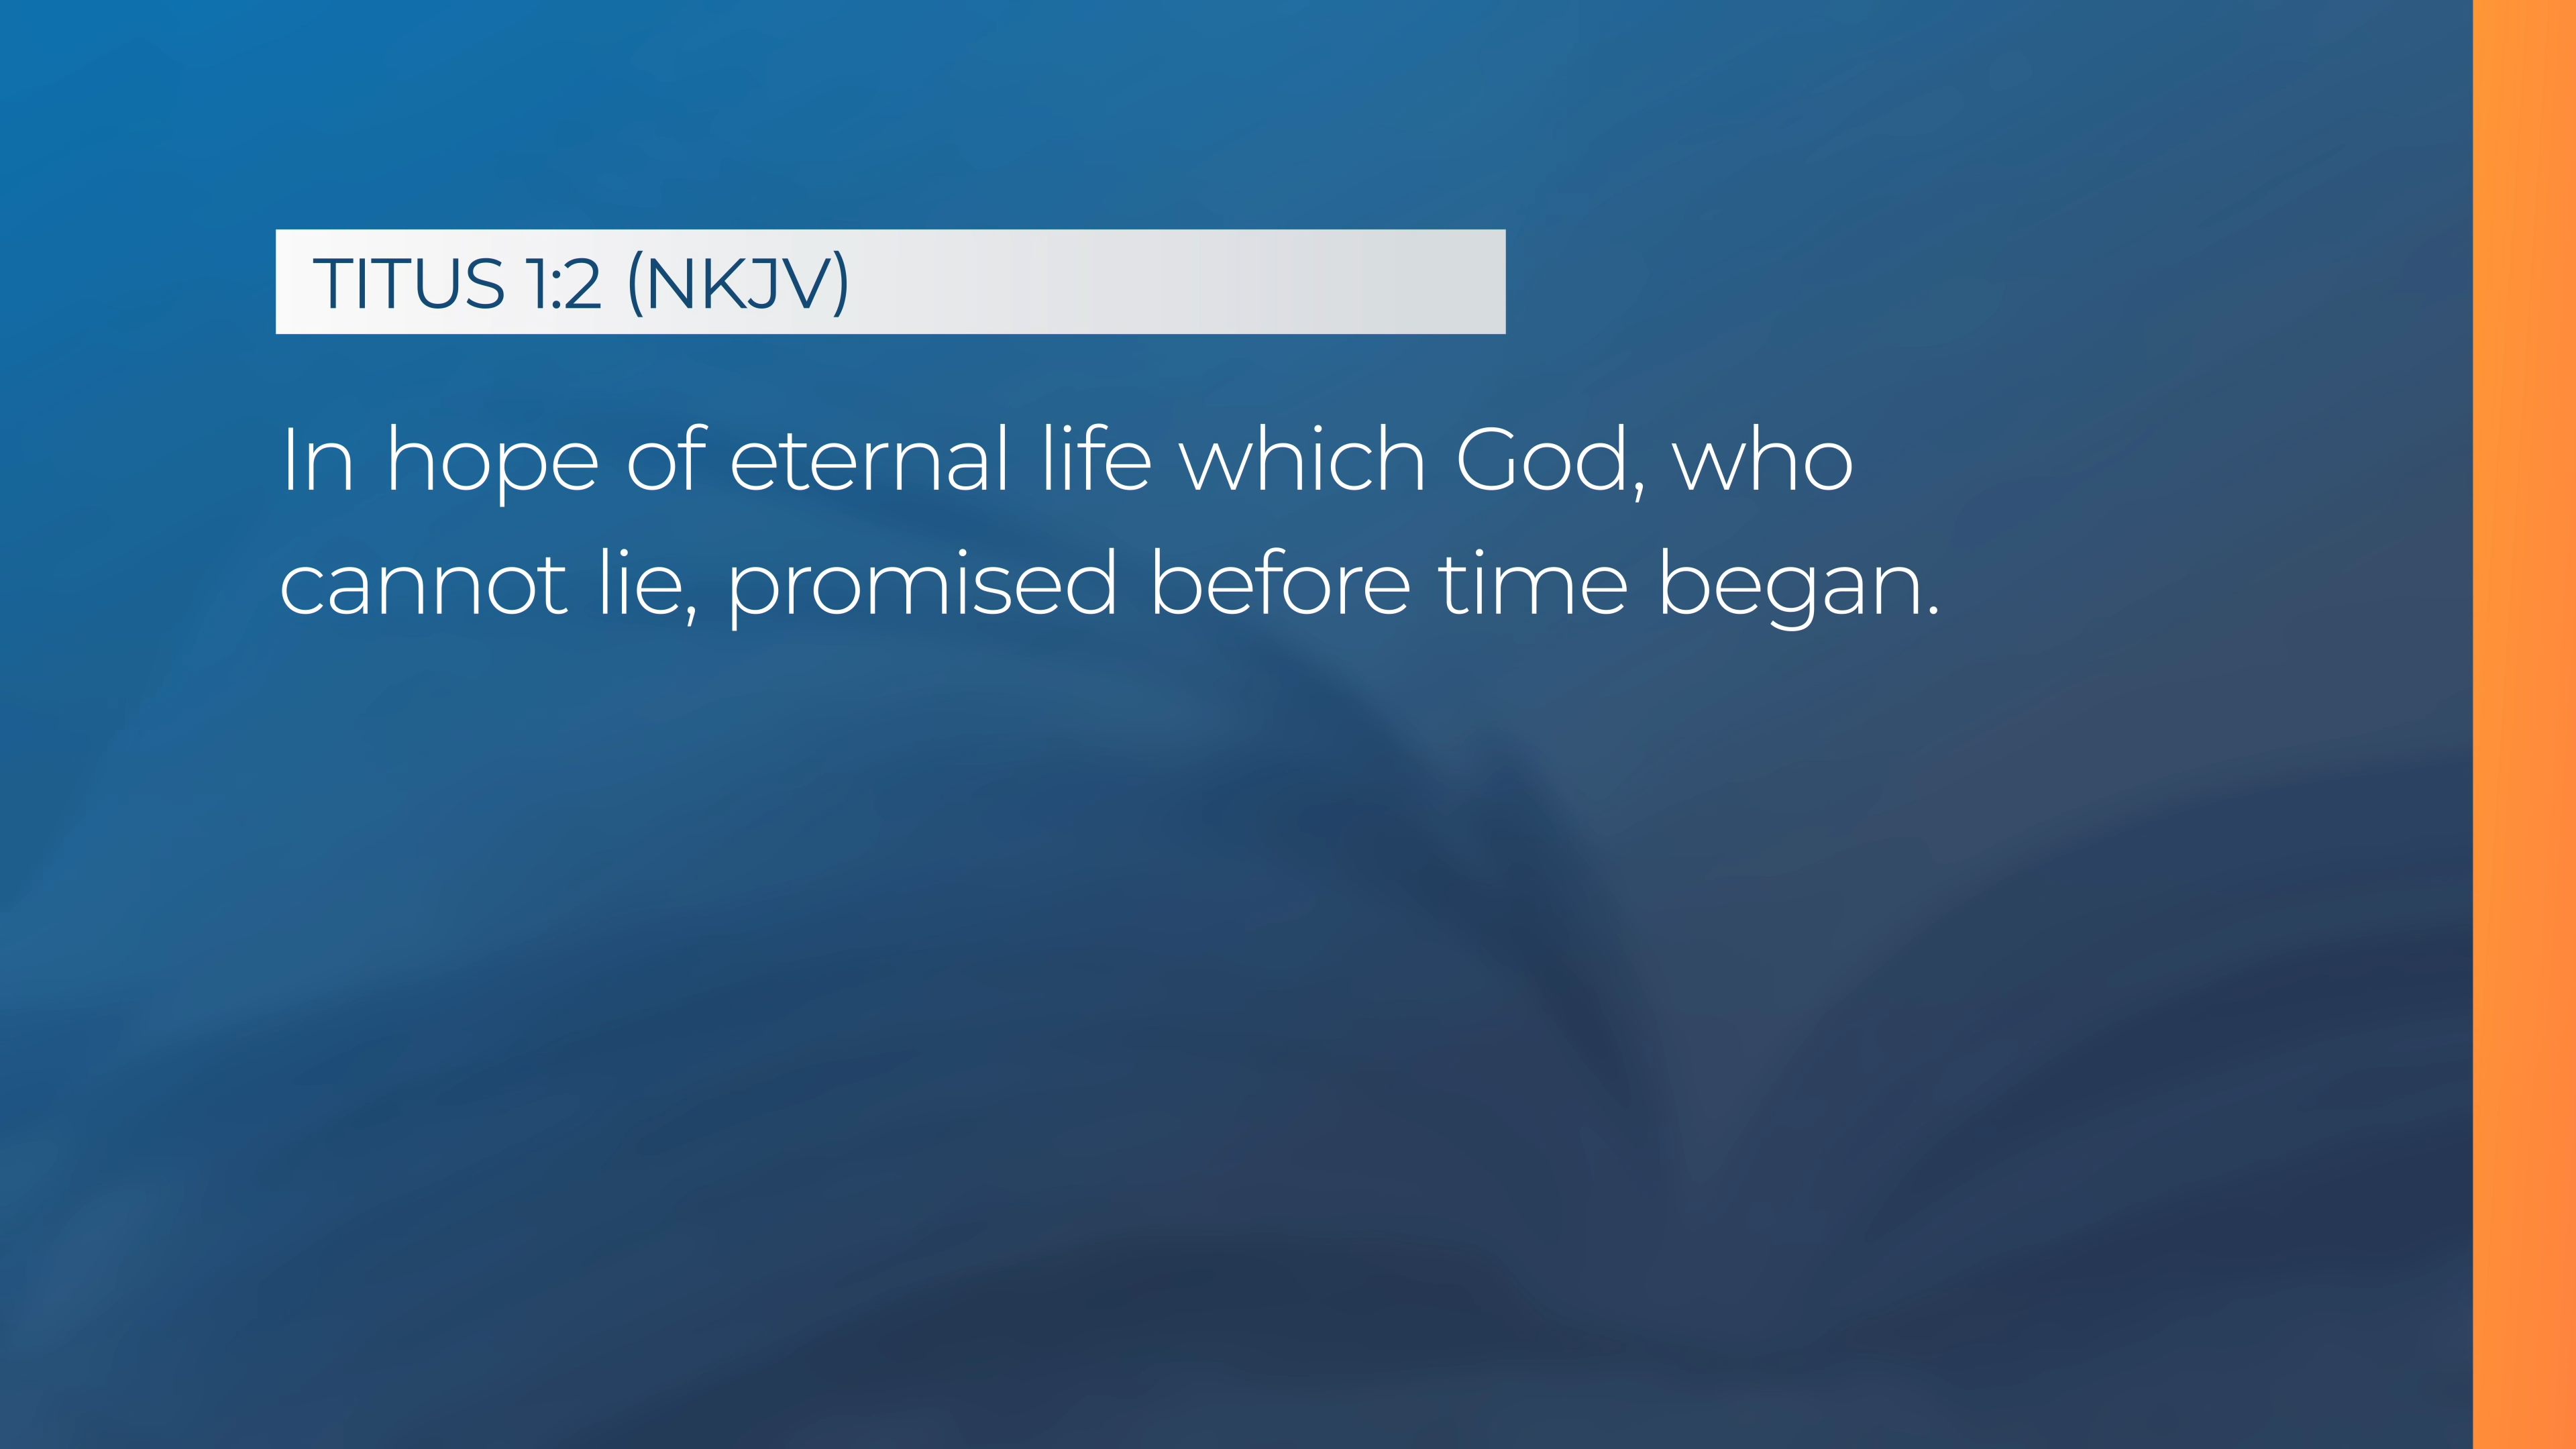 TITUS 1:2 (NKJV)
In hope of eternal life which God, who
cannot lie, promised before time began.